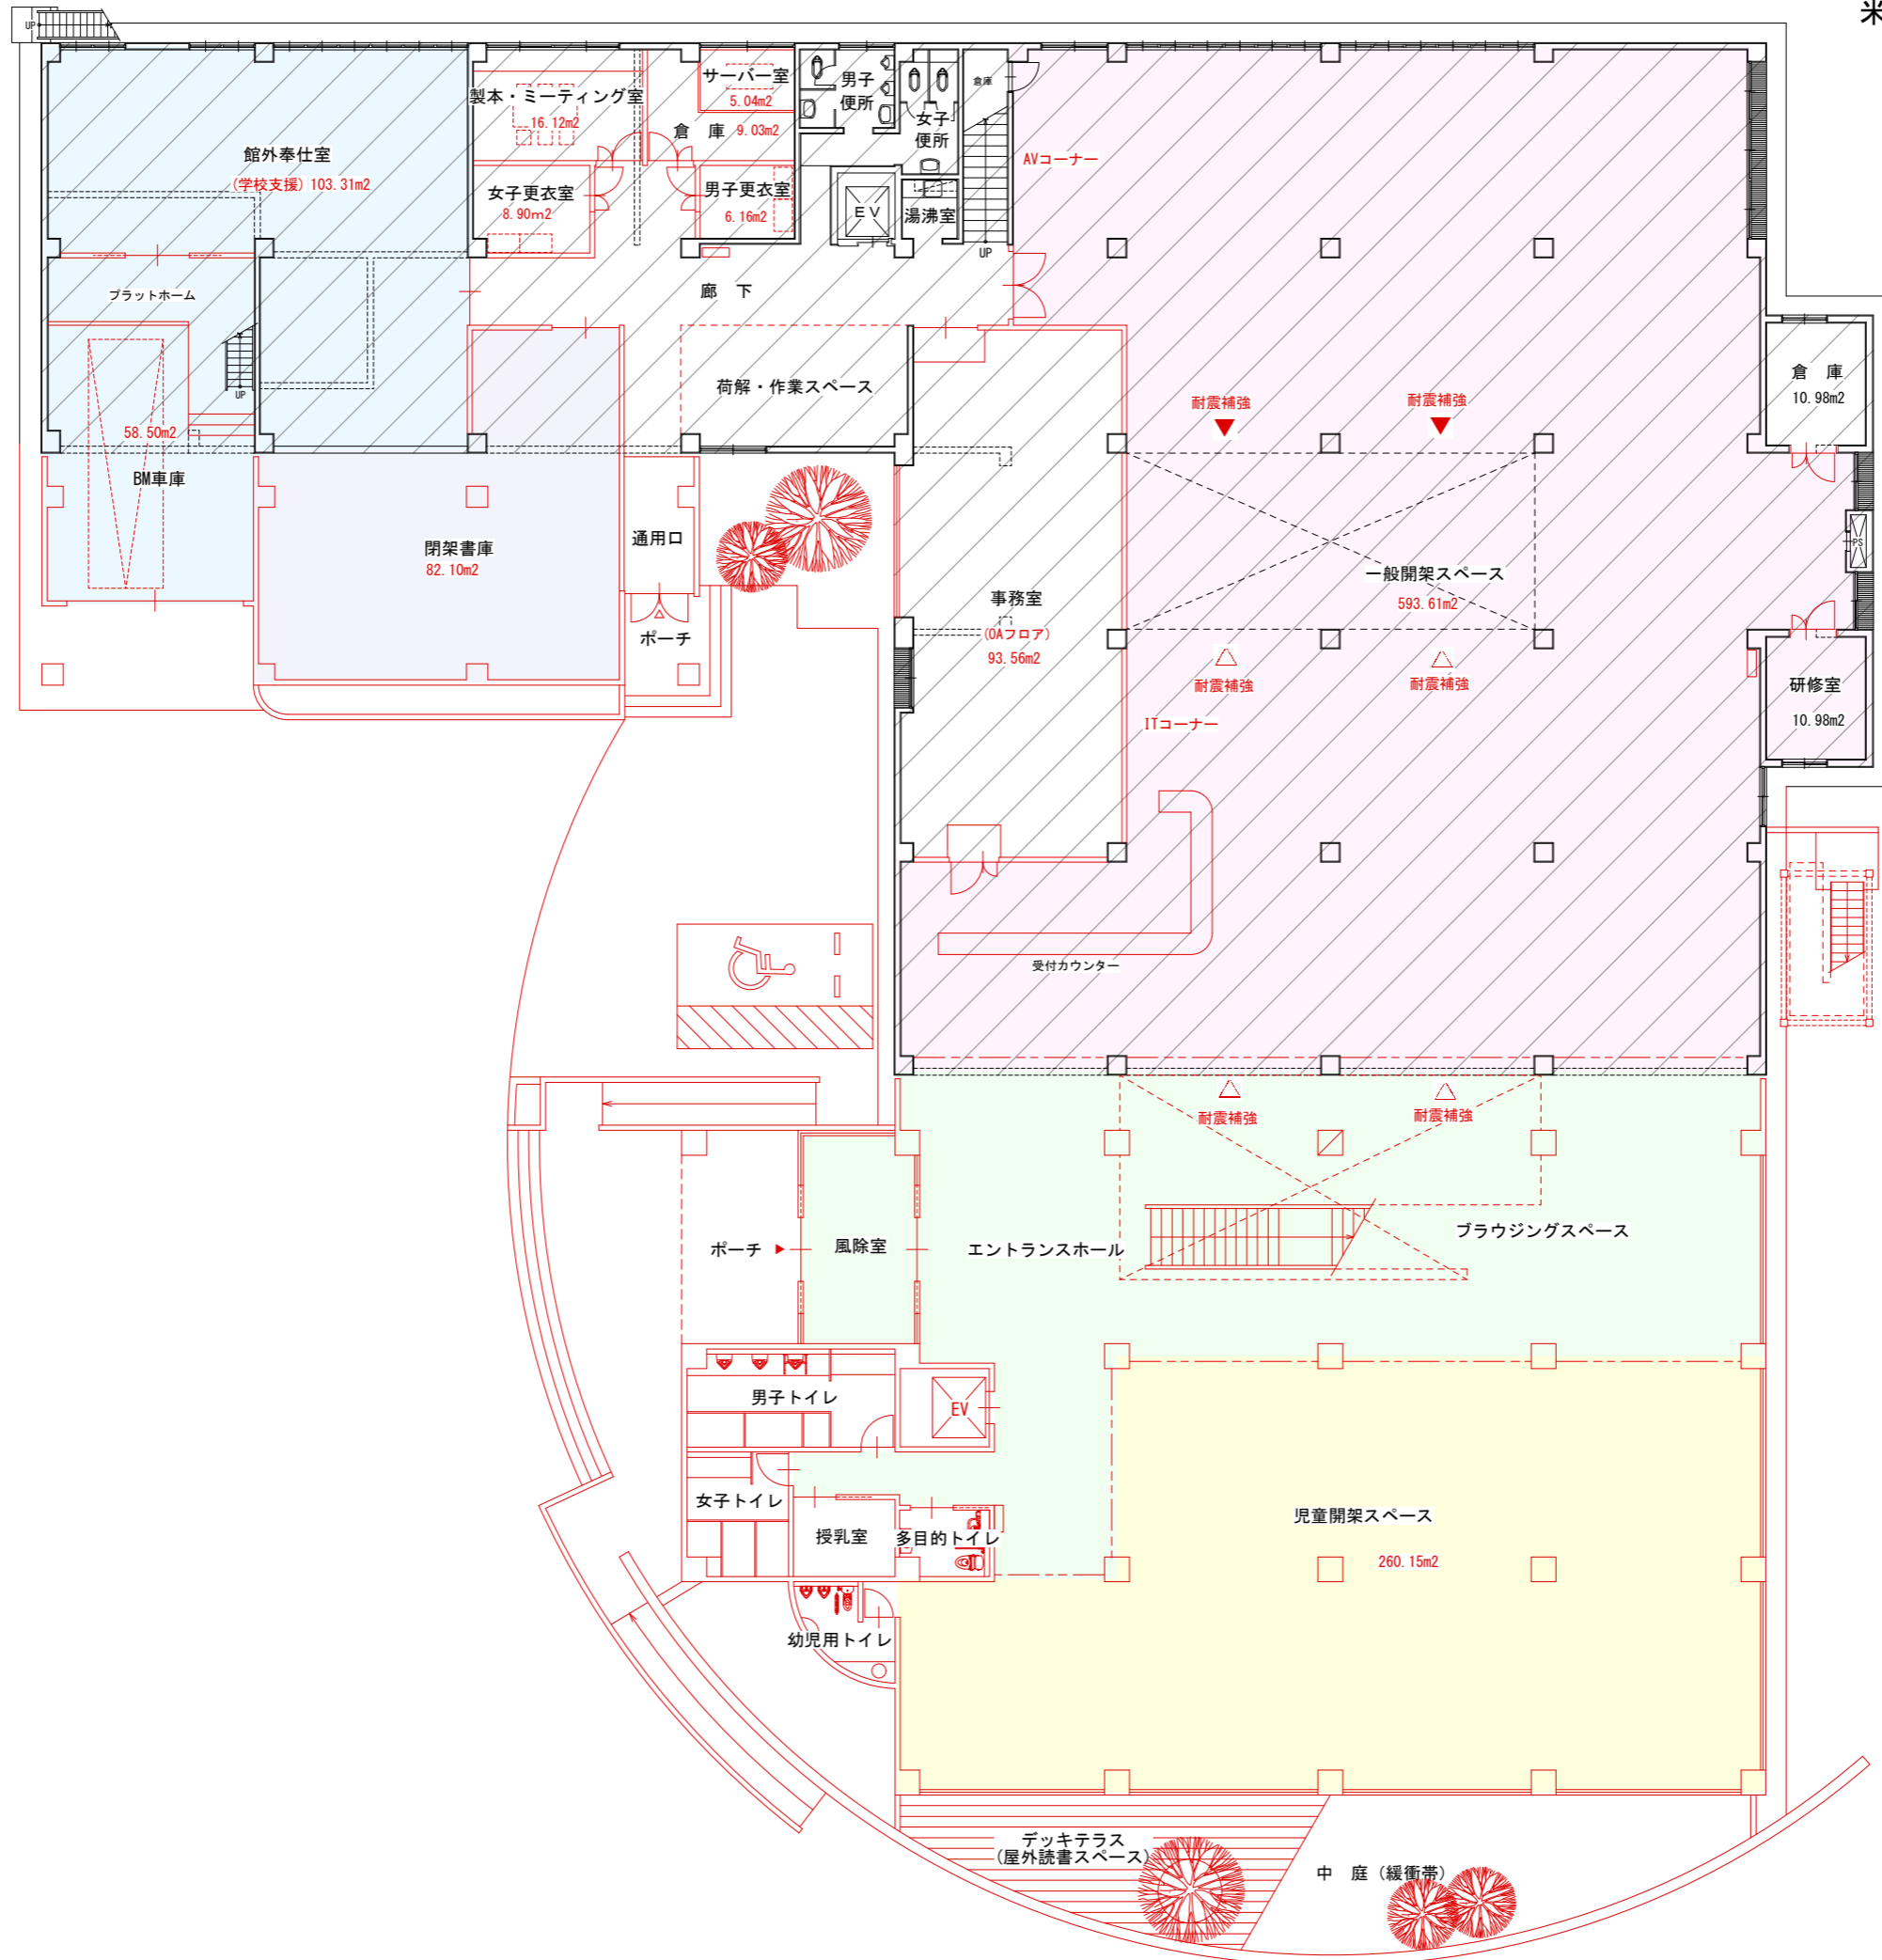 米
UP
製本・ミーティング室
16.12m2
サーバー室
5.04m2
倉 庫 9.03m2
男子
便所
女子
便所
倉庫
館外奉仕室
(学校支援) 103.31m2
女子更衣室
8.90m2
男子更衣室
6.16m2
EV
湯沸室
UP
AVコーナー
プラットホーム
廊 下
UP
荷解・作業スペース
耐震補強
耐震補強
倉 庫
10.98m2
58.50m2
BM車庫
閉架書庫
82.10m2
通用口
ポーチ
事務室
(OAフロア)
93.56m2
一般開架スペース
593.61m2
PS
耐震補強
耐震補強
研修室
10.98m2
ITコーナー
受付カウンター
耐震補強
耐震補強
ポーチ
風除室
エントランスホール
ブラウジングスペース
男子トイレ
EV
女子トイレ
授乳室
多目的トイレ
児童開架スペース
260.15m2
幼児用トイレ
デッキテラス
(屋外読書スペース)
中 庭(緩衝帯)